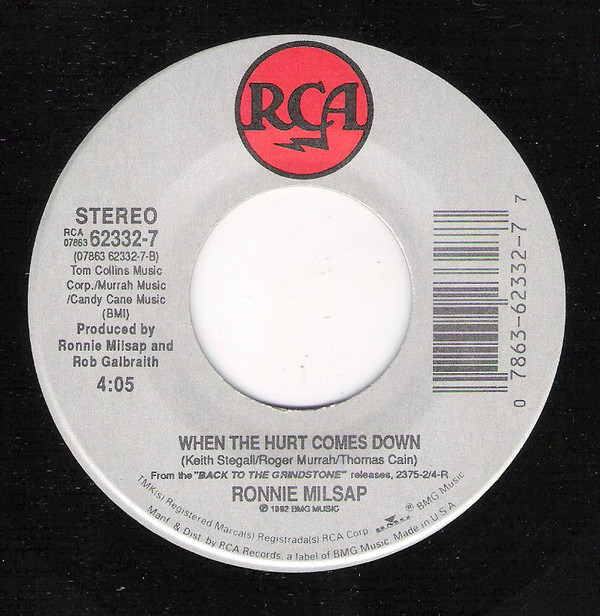 RCA
STEREO
RCA
07863 62332-7
(07863 62332-7-B)
Tom Collins Music
Corp./Murrah Music
/Candy Cane Music
(BMI)
Produced by
Ronnie Milsap and
Rob Galbraith
4:05
0 7863-62332-7 7
WHEN THE HURT COMES DOWN
(Keith Stegall/Roger Murrah/Thomas Cain)
From the "BACK TO THE GRINDSTONE" releases, 2375-2/4-R
RONNIE MILSAP
℗ 1992 BMG MUSIC
TMK(s) Registered Marca(s) Registrada(s) RCA Corp BMG ® BMG Music
Manf. & Dist. by RCA Records, a label of BMG Music. Made in U.S.A